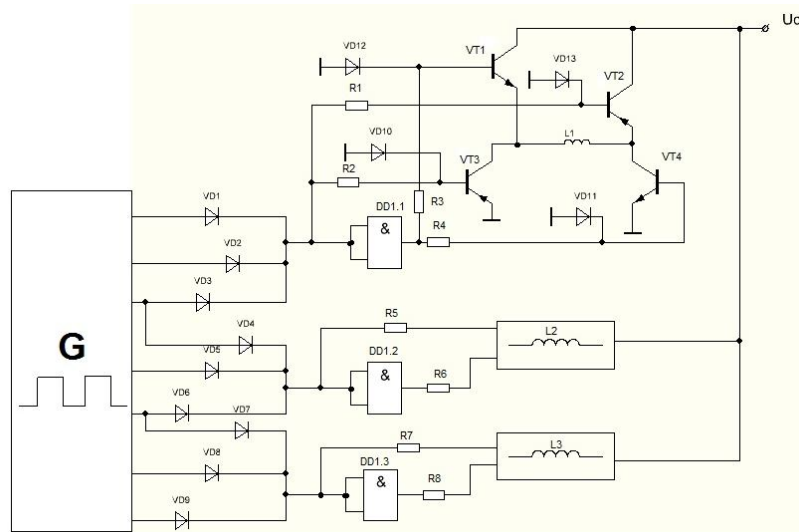 Uc
VD12
VT1
VD13
VT2
R1
L1
VD10
VT3
VT4
R2
R3
VD11
DD1.1
R4
&
VD1
VD2
VD3
R5
L2
VD4
G
DD1.2
VD5
&
R6
VD6
VD7
R7
L3
VD8
DD1.3
&
R8
VD9